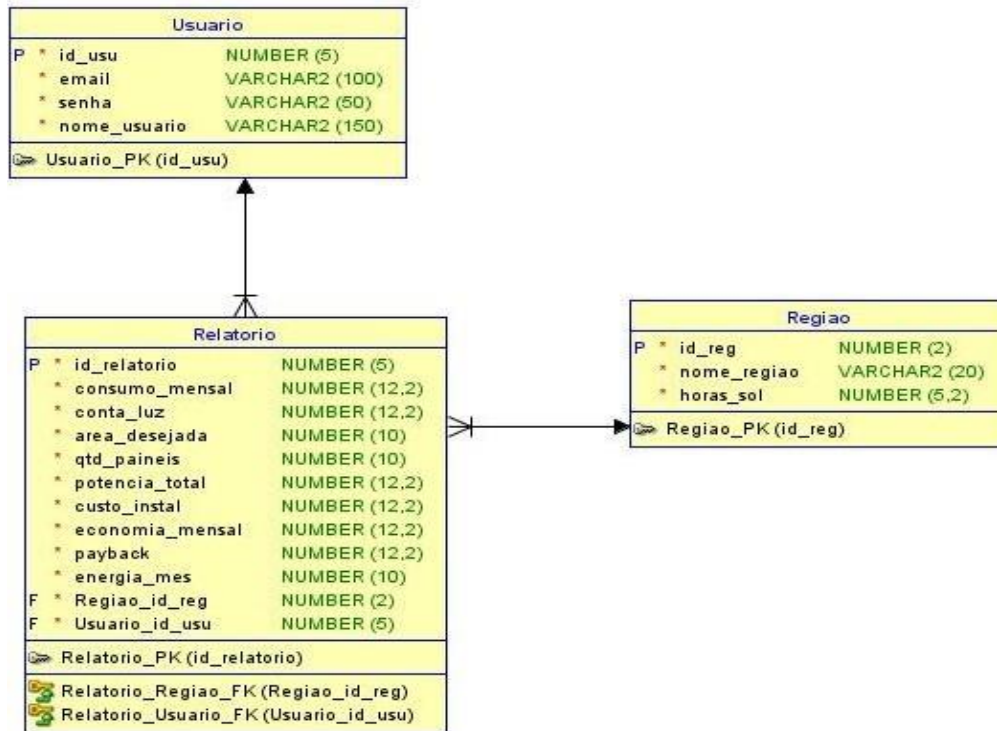 Usuario
P * id_usu NUMBER (5)
* email VARCHAR2 (100)
* senha VARCHAR2 (50)
* nome_usuario VARCHAR2 (150)
Usuario_PK (id_usu)
Relatorio
P * id_relatorio NUMBER (5)
* consumo_mensal NUMBER (12,2)
* conta_luz NUMBER (12,2)
* area_desejada NUMBER (10)
* qtd_paineis NUMBER (10)
* potencia_total NUMBER (12,2)
* custo_instal NUMBER (12,2)
* economia_mensal NUMBER (12,2)
* payback NUMBER (12,2)
* energia_mes NUMBER (10)
F * Regiao_id_reg NUMBER (2)
F * Usuario_id_usu NUMBER (5)
Relatorio_PK (id_relatorio)
Relatorio_Regiao_FK (Regiao_id_reg)
Relatorio_Usuario_FK (Usuario_id_usu)
Regiao
P * id_reg NUMBER (2)
* nome_regiao VARCHAR2 (20)
* horas_sol NUMBER (5,2)
Regiao_PK (id_reg)